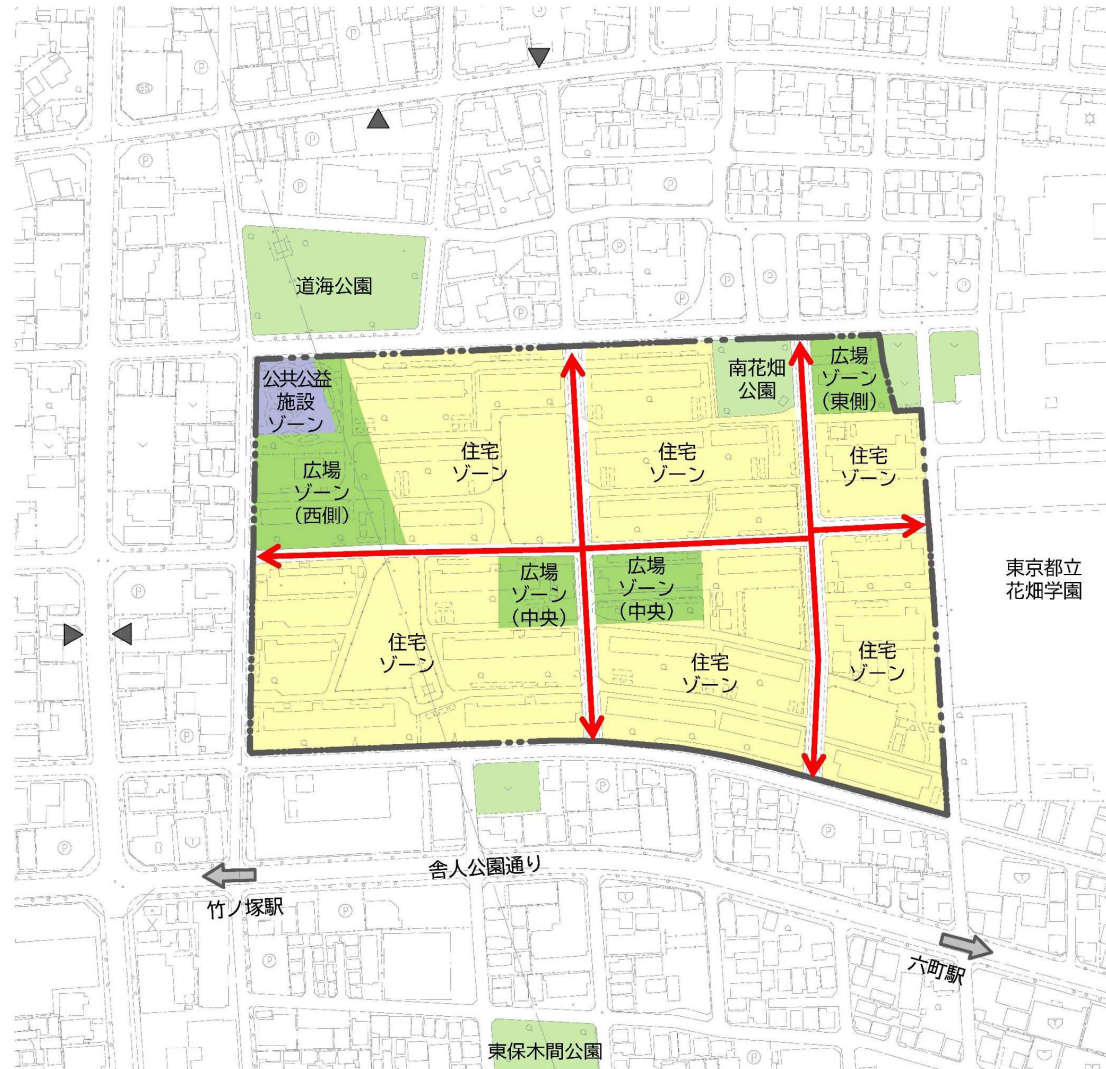 道海公園
公共公益
施設
ゾーン
南花畑
公園
広場
ゾーン
(東側)
広場
ゾーン
(西側)
住宅
ゾーン
住宅
ゾーン
住宅
ゾーン
広場
ゾーン
(中央)
広場
ゾーン
(中央)
東京都立
花畑学園
住宅
ゾーン
住宅
ゾーン
住宅
ゾーン
舎人公園通り
竹ノ塚駅
六町駅
東保木間公園